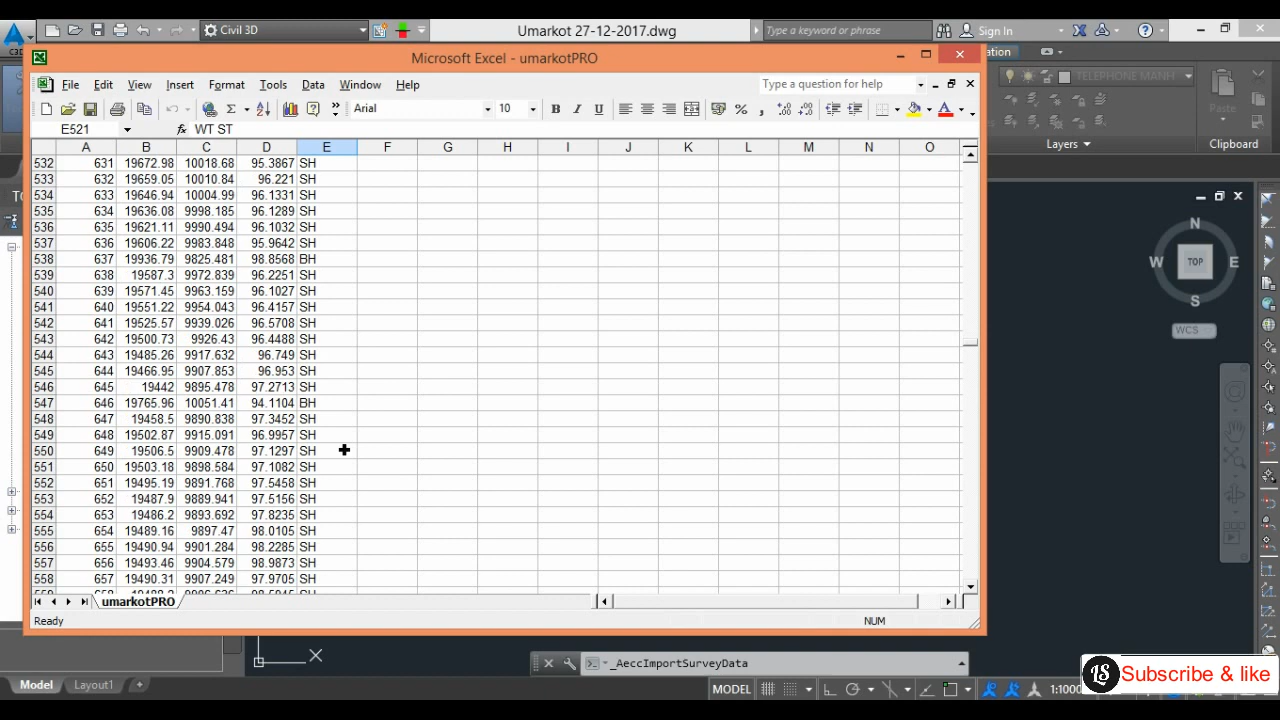 Civil 3D
Umarkot 27-12-2017.dwg
Type a keyword or phrase
Sign In
Microsoft Excel - umarkotPRO
File Edit View Insert Format Tools Data Window Help
Type a question for help
Arial 10 B I U
E521 fx WT ST
A B C D E F G H I J K L M N O
532 631 19672.98 10018.68 95.3867 SH
533 632 19659.05 10010.84 96.221 SH
534 633 19646.94 10004.99 96.1331 SH
535 634 19636.08 9998.185 96.1289 SH
536 635 19621.11 9990.494 96.1032 SH
537 636 19606.22 9983.848 95.9642 SH
538 637 19936.79 9825.481 98.8568 BH
539 638 19587.3 9972.839 96.2251 SH
540 639 19571.45 9963.159 96.1027 SH
541 640 19551.22 9954.043 96.4157 SH
542 641 19525.57 9939.026 96.5708 SH
543 642 19500.73 9926.43 96.4488 SH
544 643 19485.26 9917.632 96.749 SH
545 644 19466.95 9907.853 96.953 SH
546 645 19442 9895.478 97.2713 SH
547 646 19765.96 10051.41 94.1104 BH
548 647 19458.5 9890.838 97.3452 SH
549 648 19502.87 9915.091 96.9957 SH
550 649 19506.5 9909.478 97.1297 SH
551 650 19503.18 9898.584 97.1082 SH
552 651 19495.19 9891.768 97.5458 SH
553 652 19487.9 9889.941 97.5156 SH
554 653 19486.2 9893.692 97.8235 SH
555 654 19489.16 9897.47 98.0105 SH
556 655 19490.94 9901.284 98.2285 SH
557 656 19493.46 9904.579 98.9873 SH
558 657 19490.31 9907.249 97.9705 SH
umarkotPRO
Ready
NUM
TELEPHONE MANH
Paste
Layers
Clipboard
N
W TOP E
S
WCS
_AeccImportSurveyData
Model Layout1 +
MODEL
1:1000
LS Subscribe & like